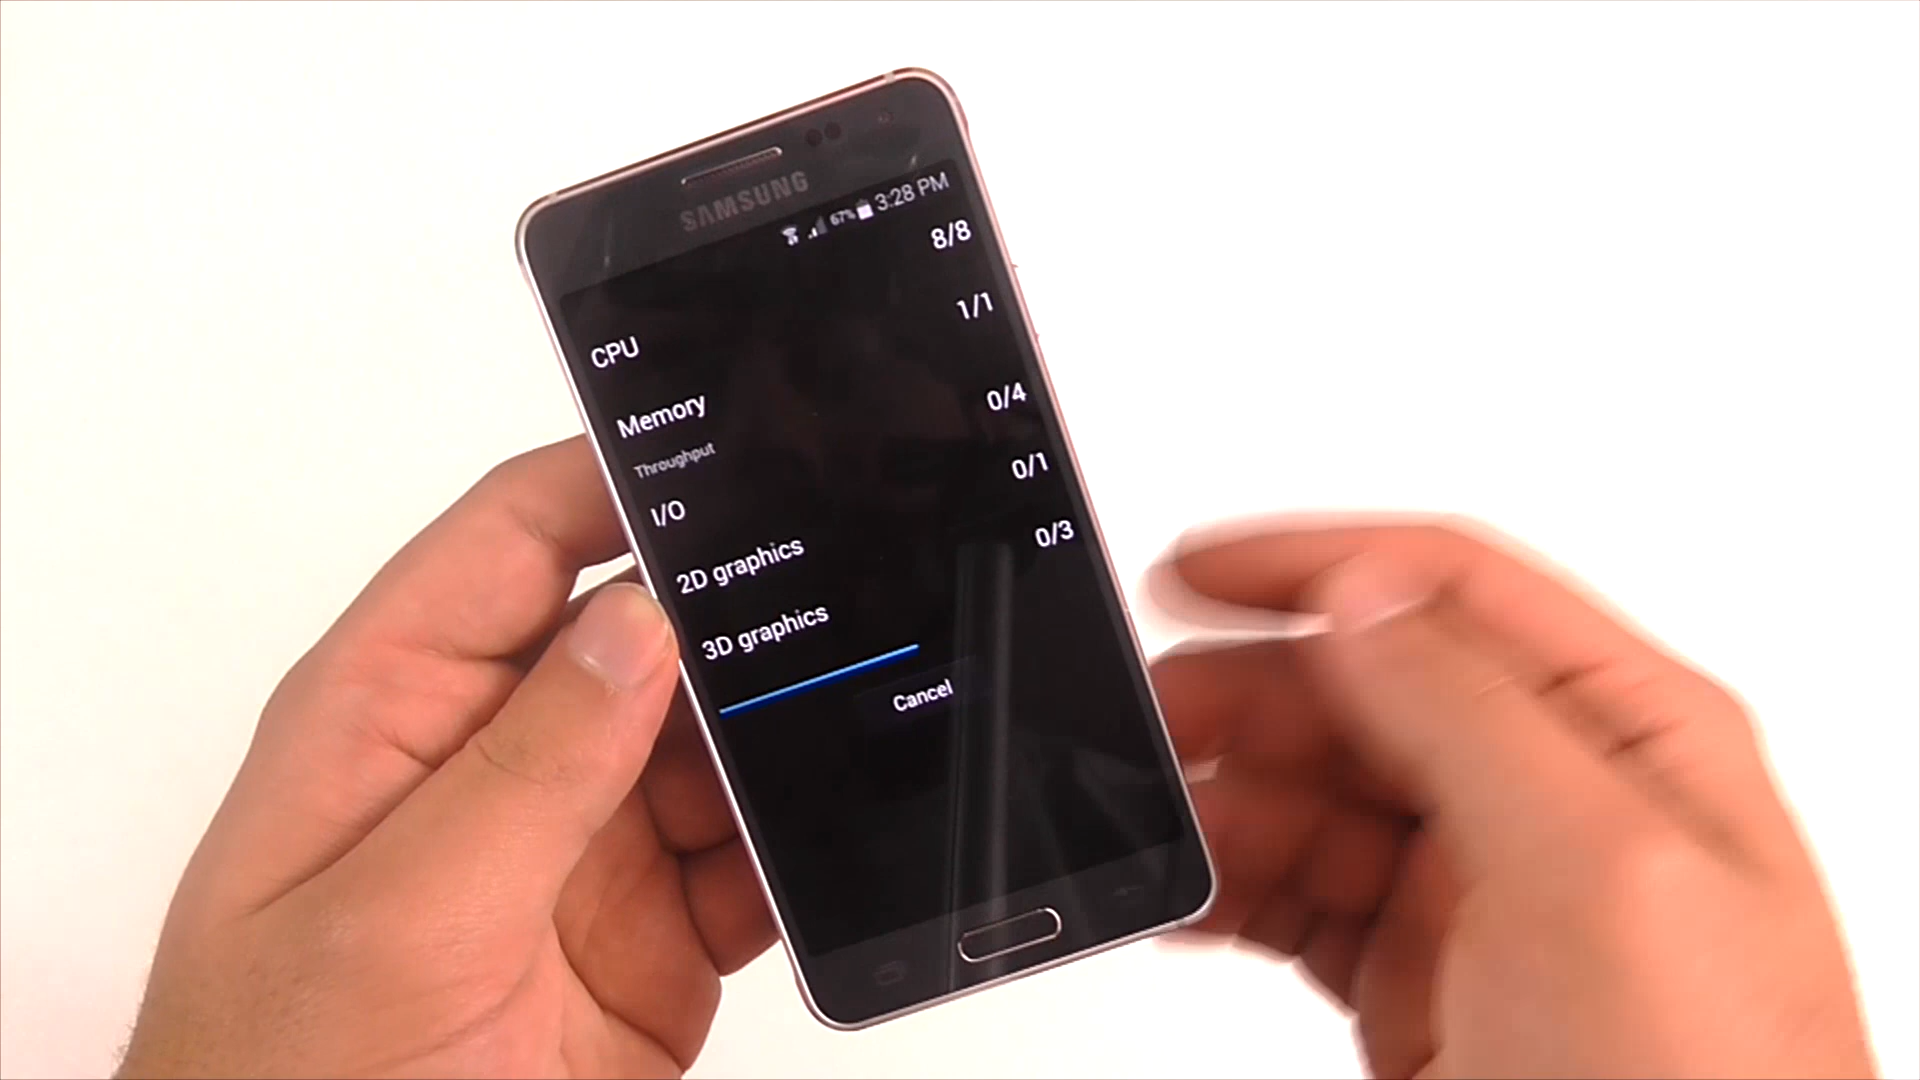 SAMSUNG
67% 3:28 PM
CPU 8/8
Memory 1/1
Throughput
I/O 0/4
2D graphics 0/1
3D graphics 0/3
Cancel